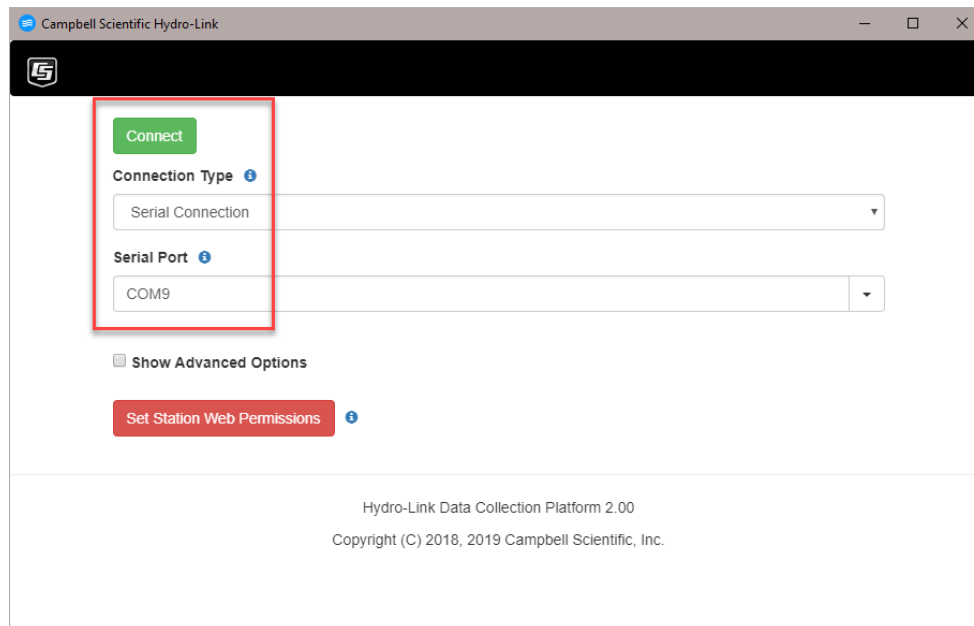 Campbell Scientific Hydro-Link
Connect
Connection Type
Serial Connection
Serial Port
COM9
Show Advanced Options
Set Station Web Permissions
Hydro-Link Data Collection Platform 2.00
Copyright (C) 2018, 2019 Campbell Scientific, Inc.